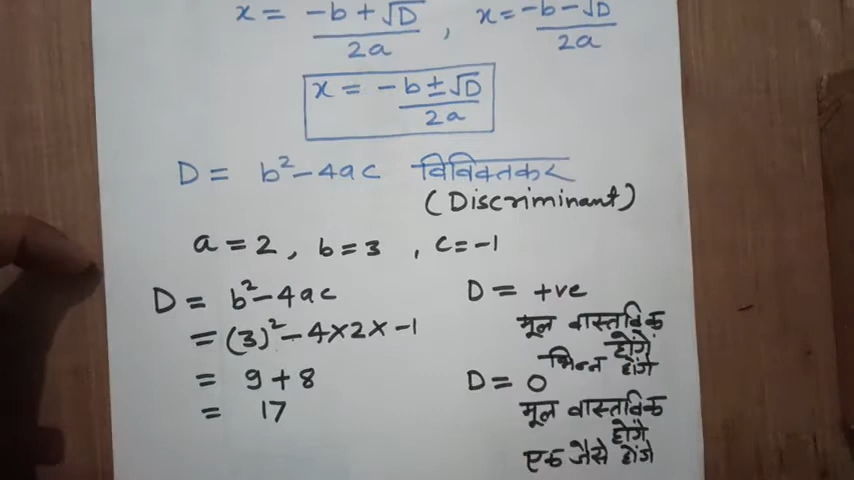 x = -b + √D / 2a , x = -b - √D / 2a
x = -b ± √D / 2a
D = b² - 4ac विविक्तकर
(Discriminant)
a = 2 , b = 3 , c = -1
D = b² - 4ac
= (3)² - 4×2× -1
= 9 + 8
= 17
D = +ve
मूल वास्तविक
होंगे
भिन्न होंगे
D = 0
मूल वास्तविक
होंगे
एक जैसे होंगे